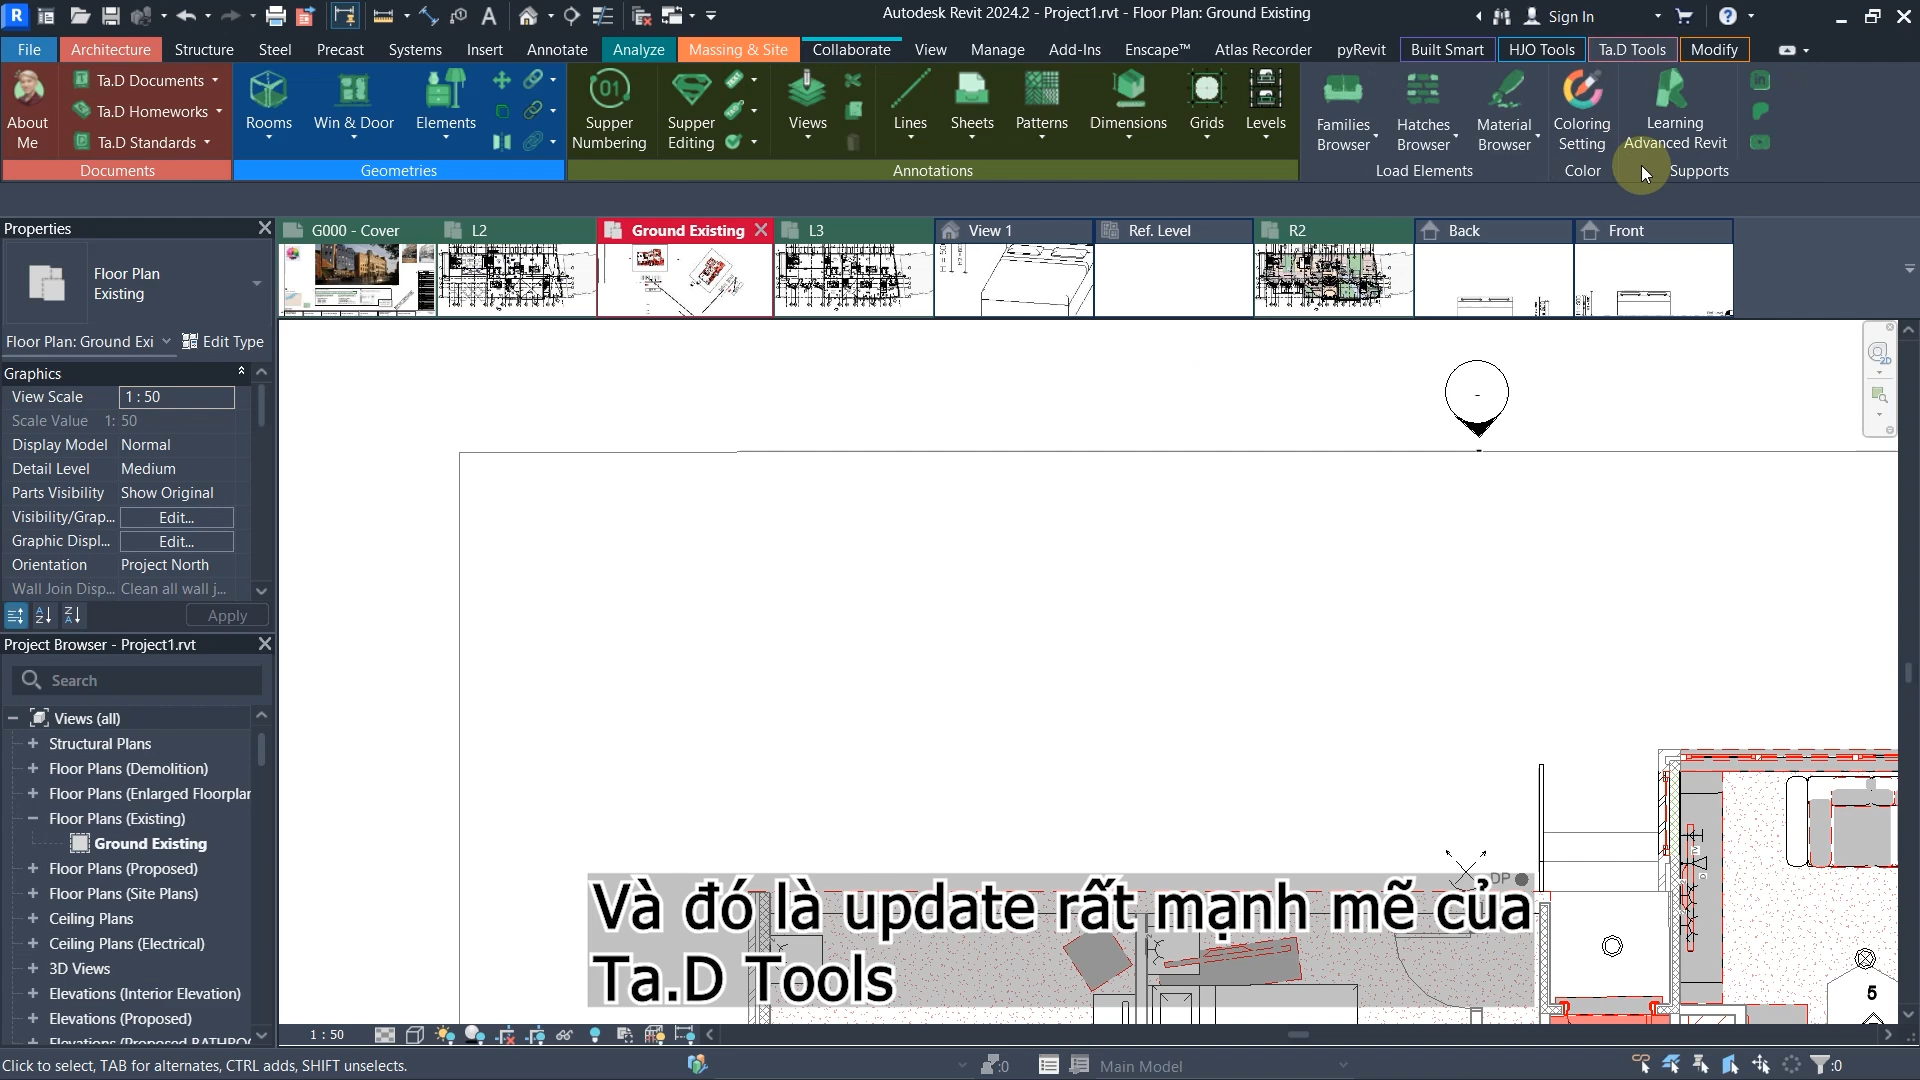 Autodesk Revit 2024.2 - Project1.rvt - Floor Plan: Ground Existing
Sign In
File Architecture Structure Steel Precast Systems Insert Annotate Analyze Massing & Site Collaborate View Manage Add-Ins Enscape™ Atlas Recorder pyRevit Built Smart HJO Tools Ta.D Tools Modify
About Me
Ta.D Documents
Ta.D Homeworks
Ta.D Standards
Rooms
Win & Door
Elements
Supper Numbering
Supper Editing
Views
Lines
Sheets
Patterns
Dimensions
Grids
Levels
Families Browser
Hatches Browser
Material Browser
Coloring Setting
Learning Advanced Revit
Documents
Geometries
Annotations
Load Elements
Color
Supports
Properties
G000 - Cover
L2
Ground Existing
L3
View 1
Ref. Level
R2
Back
Front
Floor Plan
Existing
Floor Plan: Ground Exi
Edit Type
Graphics
View Scale 1 : 50
Scale Value 1: 50
Display Model Normal
Detail Level Medium
Parts Visibility Show Original
Visibility/Grap... Edit...
Graphic Displ... Edit...
Orientation Project North
Wall Join Disp... Clean all wall j...
Apply
Project Browser - Project1.rvt
Search
Views (all)
Structural Plans
Floor Plans (Demolition)
Floor Plans (Enlarged Floorplan
Floor Plans (Existing)
Ground Existing
Floor Plans (Proposed)
Floor Plans (Site Plans)
Ceiling Plans
Ceiling Plans (Electrical)
3D Views
Elevations (Interior Elevation)
Elevations (Proposed)
DP
5
Và đó là update rất mạnh mẽ của
Ta.D Tools
1 : 50
Click to select, TAB for alternates, CTRL adds, SHIFT unselects.
:0
Main Model
:0